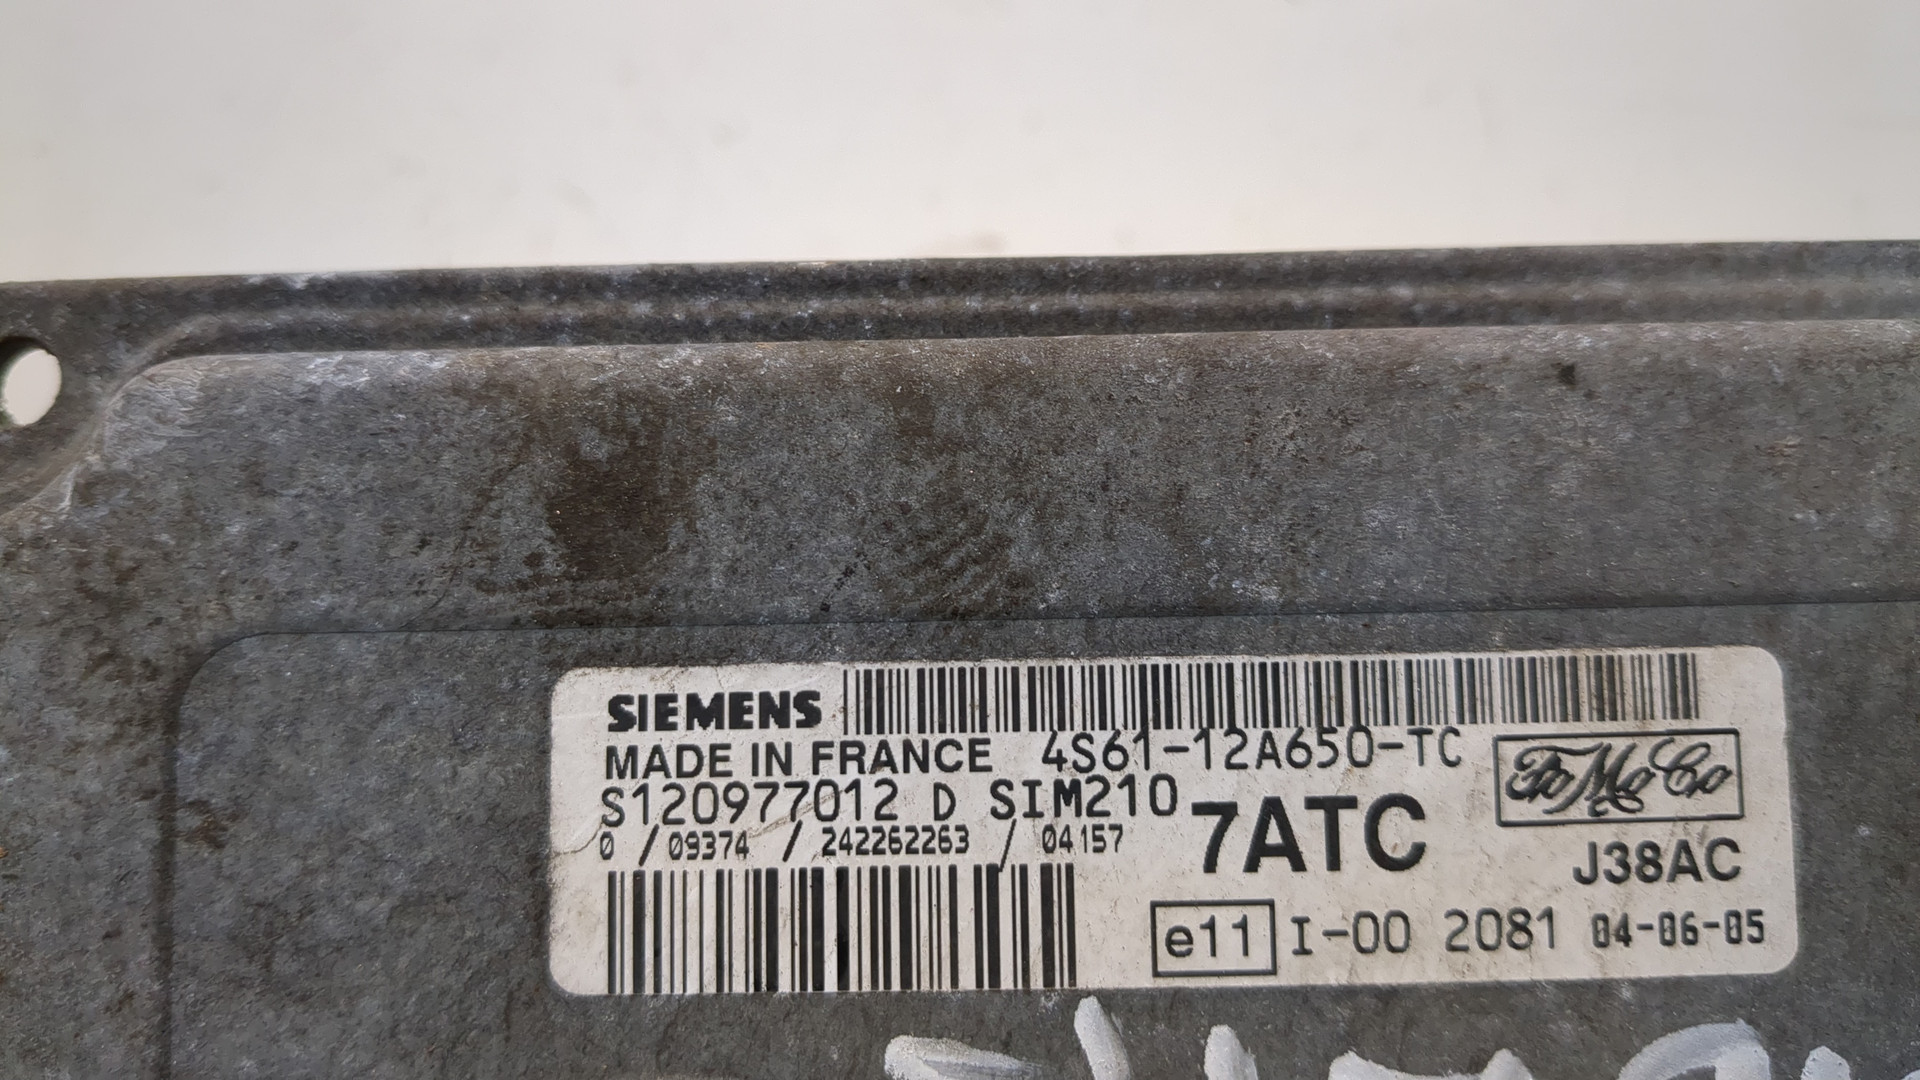 SIEMENS
MADE IN FRANCE 4S61-12A650-TC
FoMoCo
S120977012 D SIM210
7ATC
0 / 09374 / 242262263 / 04157
J38AC
e11 I-00 2081 04-06-05